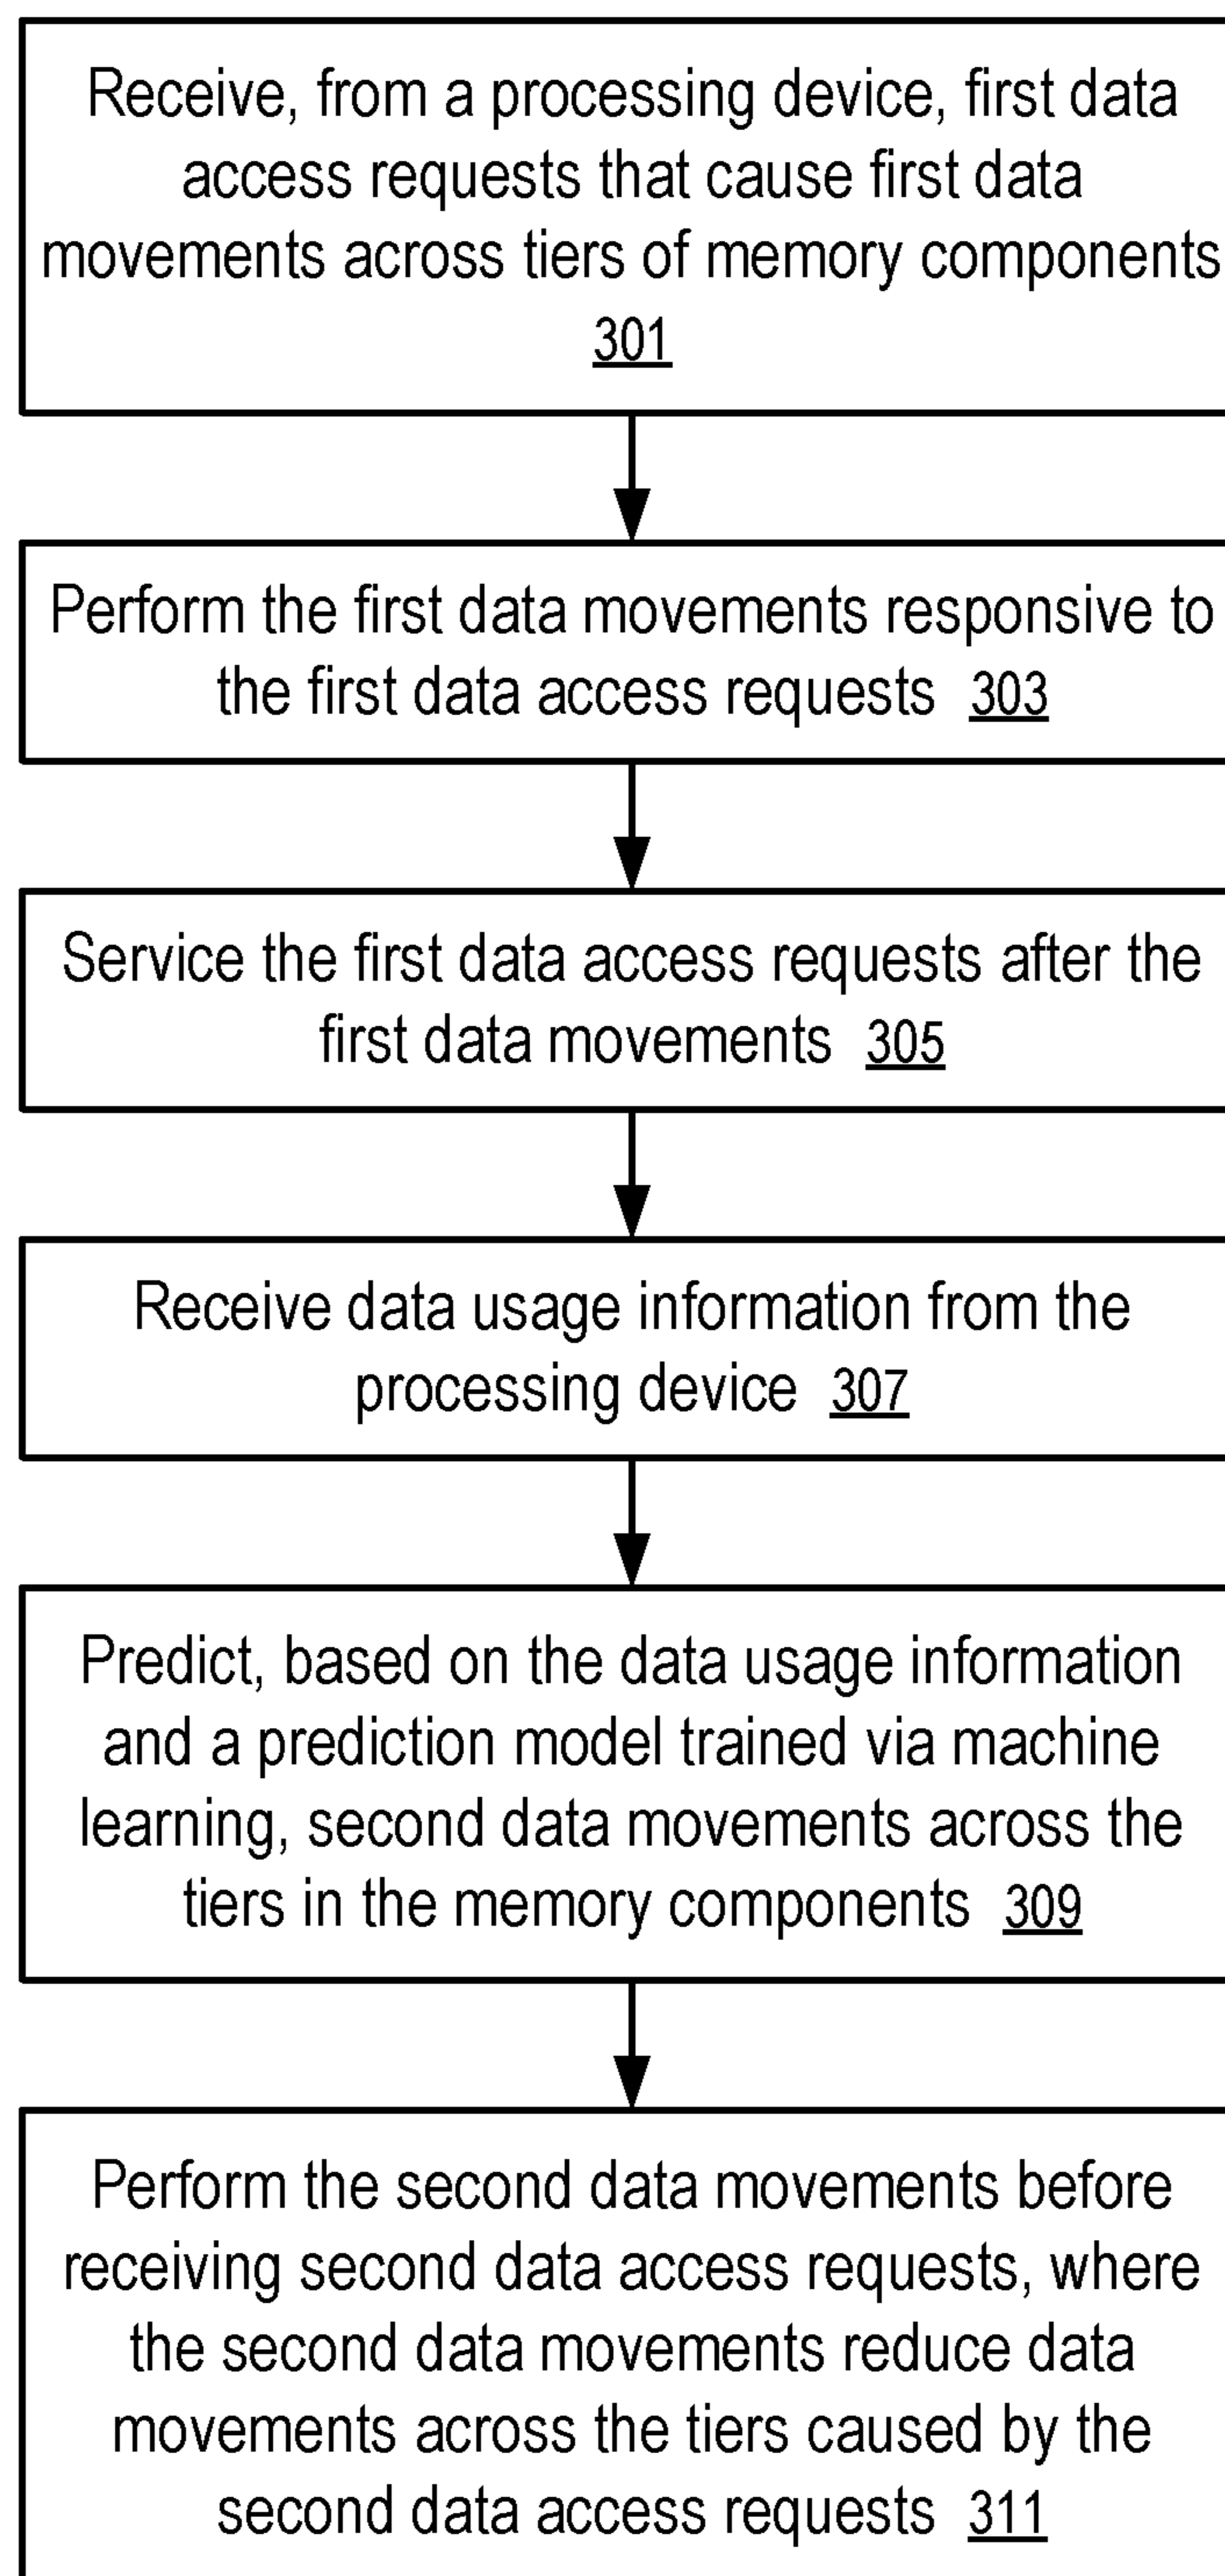 Receive, from a processing device, first data
access requests that cause first data
movements across tiers of memory components
301
Perform the first data movements responsive to
the first data access requests 303
Service the first data access requests after the
first data movements 305
Receive data usage information from the
processing device 307
Predict, based on the data usage information
and a prediction model trained via machine
learning, second data movements across the
tiers in the memory components 309
Perform the second data movements before
receiving second data access requests, where
the second data movements reduce data
movements across the tiers caused by the
second data access requests 311